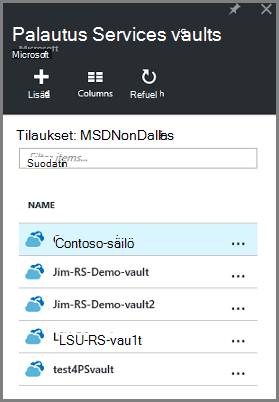 Palautus Services vaults
Microsoft
Lisää Columns Refuel h
Tilaukset: MSDNonDallas
Suodatin
NAME
Contoso-säilö
Jim-RS-Demo-vault
Jim-RS-Demo-vault2
LSU-RS-vau1t
test4PSvault